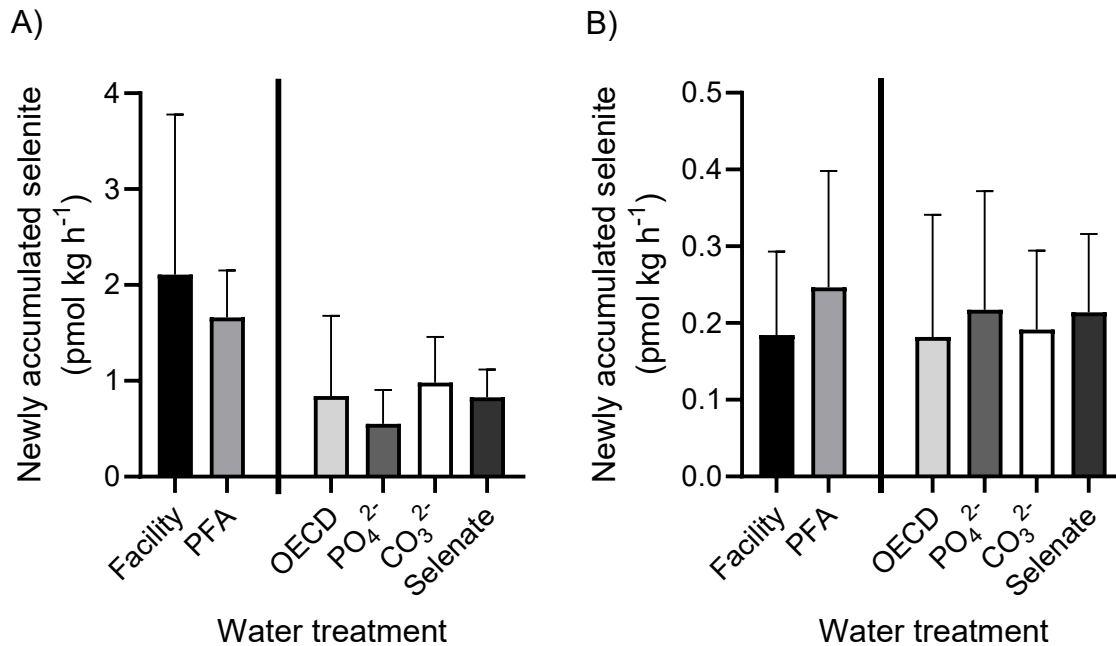 A)
Newly accumulated selenite
(pmol kg h⁻¹)
4
3
2
1
0
Facility
PFA
OECD
PO₄²⁻
CO₃²⁻
Selenate
Water treatment
B)
Newly accumulated selenite
(pmol kg h⁻¹)
0.5
0.4
0.3
0.2
0.1
0.0
Facility
PFA
OECD
PO₄²⁻
CO₃²⁻
Selenate
Water treatment